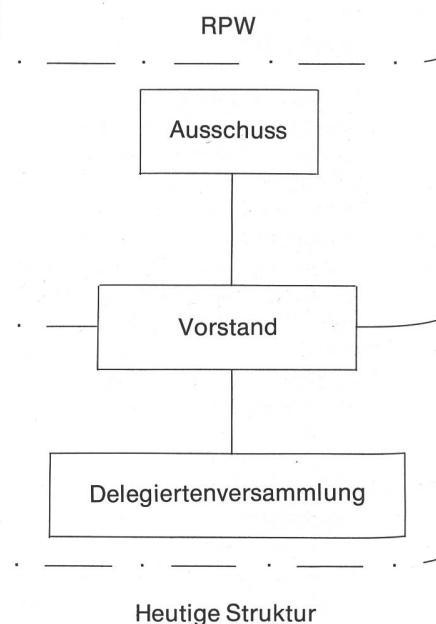 RPW
Ausschuss
Vorstand
Delegiertenversammlung
Heutige Struktur